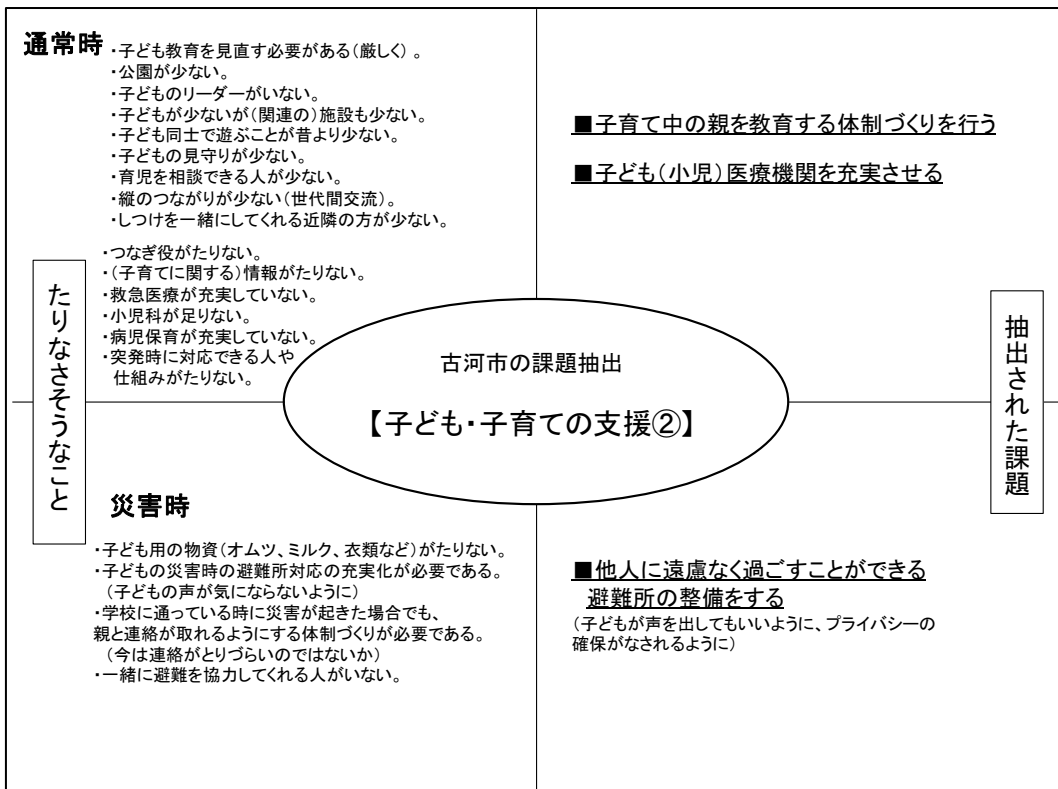 通常時
・子ども教育を見直す必要がある(厳しく)。
・公園が少ない。
・子どものリーダーがいない。
・子どもが少ないが(関連の)施設も少ない。
・子ども同士で遊ぶことが昔より少ない。
・子どもの見守りが少ない。
・育児を相談できる人が少ない。
・縦のつながりが少ない(世代間交流)。
・しつけを一緒にしてくれる近隣の方が少ない。
・つなぎ役がたりない。
・(子育てに関する)情報がたりない。
・救急医療が充実していない。
・小児科が足りない。
・病児保育が充実していない。
・突発時に対応できる人や
仕組みがたりない。
■子育て中の親を教育する体制づくりを行う
■子ども(小児)医療機関を充実させる
たりなさそうなこと
古河市の課題抽出
【子ども・子育ての支援②】
抽出された課題
災害時
・子ども用の物資(オムツ、ミルク、衣類など)がたりない。
・子どもの災害時の避難所対応の充実化が必要である。
(子どもの声が気にならないように)
・学校に通っている時に災害が起きた場合でも、
親と連絡が取れるようにする体制づくりが必要である。
(今は連絡がとりづらいのではないか)
・一緒に避難を協力してくれる人がいない。
■他人に遠慮なく過ごすことができる
避難所の整備をする
(子どもが声を出してもいいように、プライバシーの
確保がなされるように)